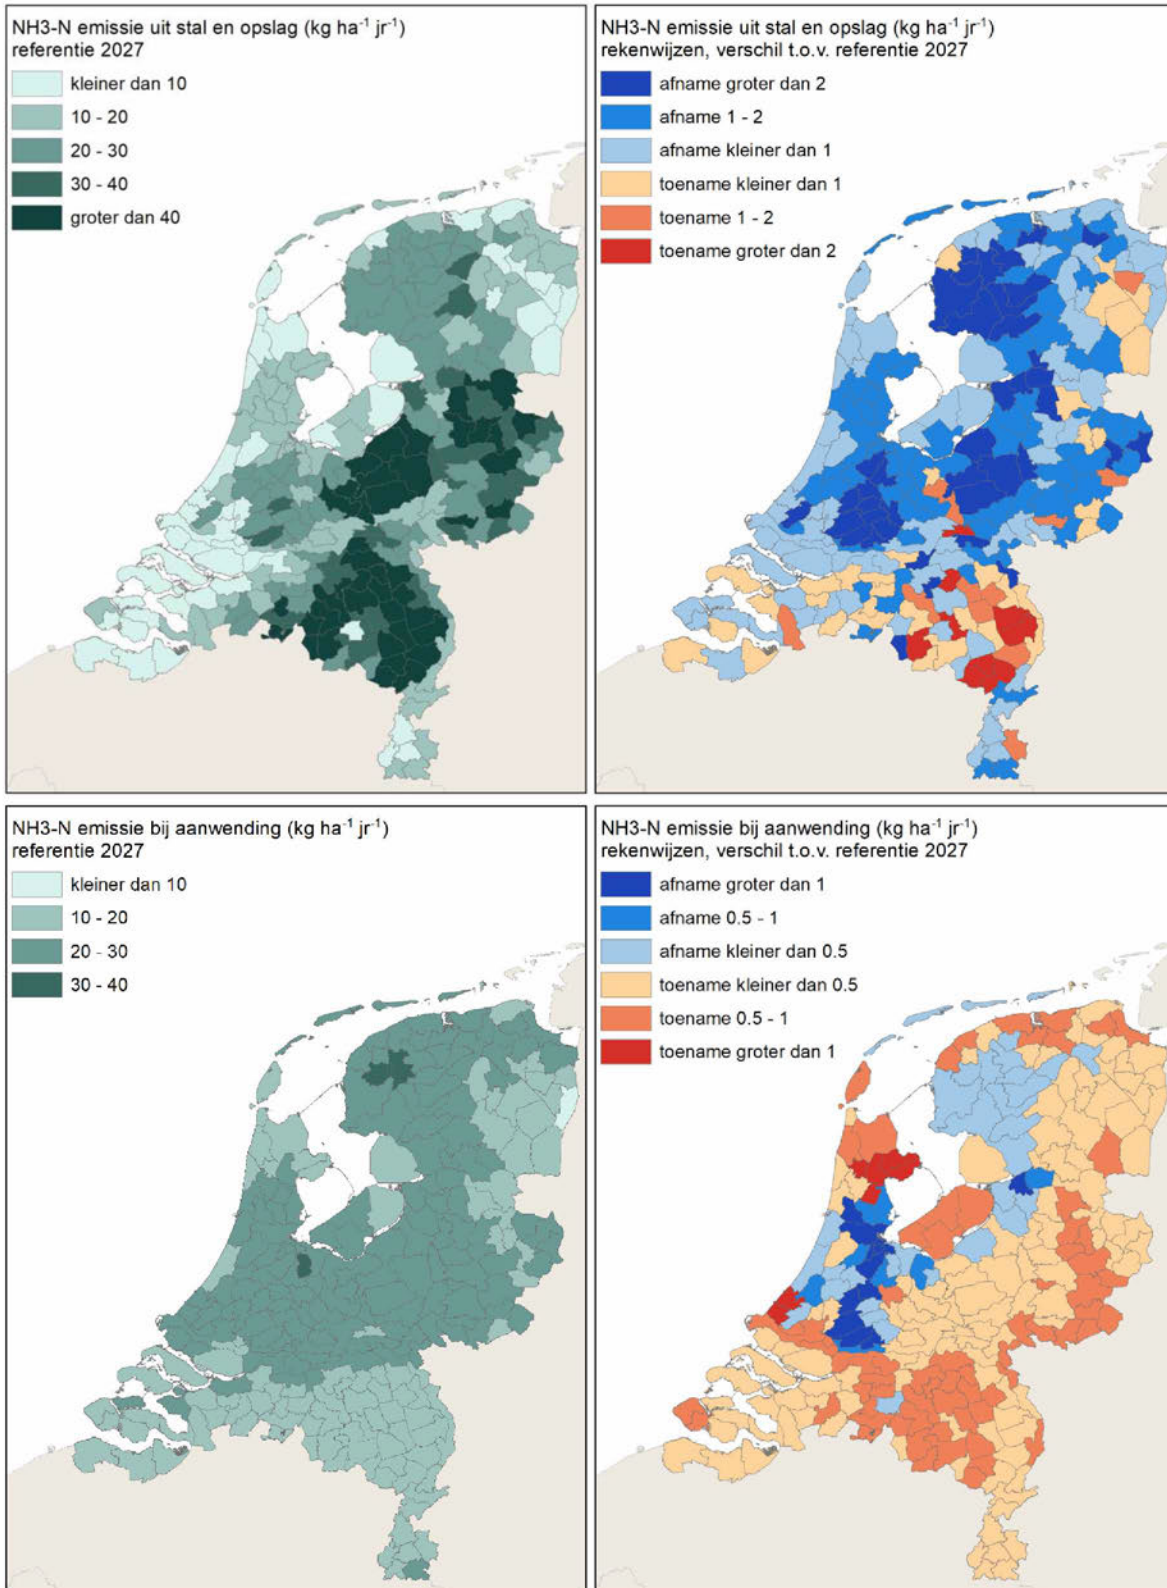 NH3-N emissie uit stal en opslag (kg ha⁻¹ jr⁻¹)
referentie 2027
kleiner dan 10
10 - 20
20 - 30
30 - 40
groter dan 40
NH3-N emissie uit stal en opslag (kg ha⁻¹ jr⁻¹)
rekenwijzen, verschil t.o.v. referentie 2027
afname groter dan 2
afname 1 - 2
afname kleiner dan 1
toename kleiner dan 1
toename 1 - 2
toename groter dan 2
NH3-N emissie bij aanwending (kg ha⁻¹ jr⁻¹)
referentie 2027
kleiner dan 10
10 - 20
20 - 30
30 - 40
NH3-N emissie bij aanwending (kg ha⁻¹ jr⁻¹)
rekenwijzen, verschil t.o.v. referentie 2027
afname groter dan 1
afname 0.5 - 1
afname kleiner dan 0.5
toename kleiner dan 0.5
toename 0.5 - 1
toename groter dan 1